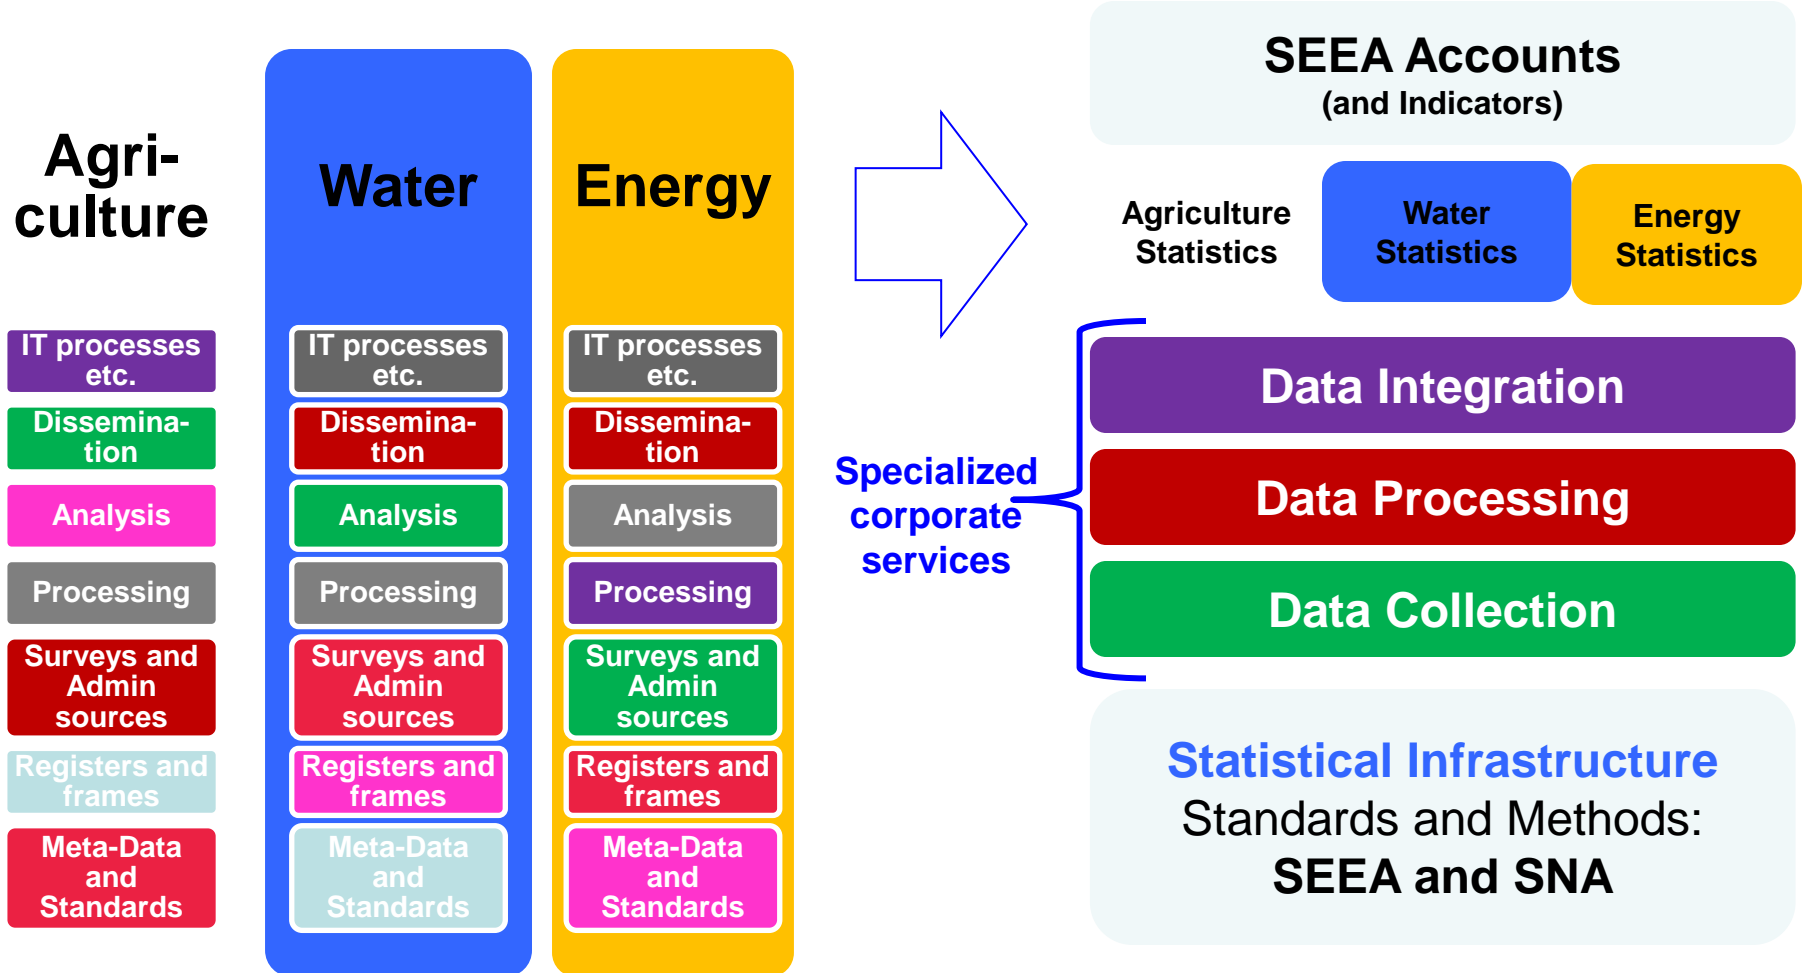 Agri-
culture
IT processes
etc.
Dissemina-
tion
Analysis
Processing
Surveys and
Admin
sources
Registers and
frames
Meta-Data
and
Standards
Water
IT processes
etc.
Dissemina-
tion
Analysis
Processing
Surveys and
Admin
sources
Registers and
frames
Meta-Data
and
Standards
Energy
IT processes
etc.
Dissemina-
tion
Analysis
Processing
Surveys and
Admin
sources
Registers and
frames
Meta-Data
and
Standards
Specialized
corporate
services
SEEA Accounts
(and Indicators)
Agriculture
Statistics
Water
Statistics
Energy
Statistics
Data Integration
Data Processing
Data Collection
Statistical Infrastructure
Standards and Methods:
SEEA and SNA